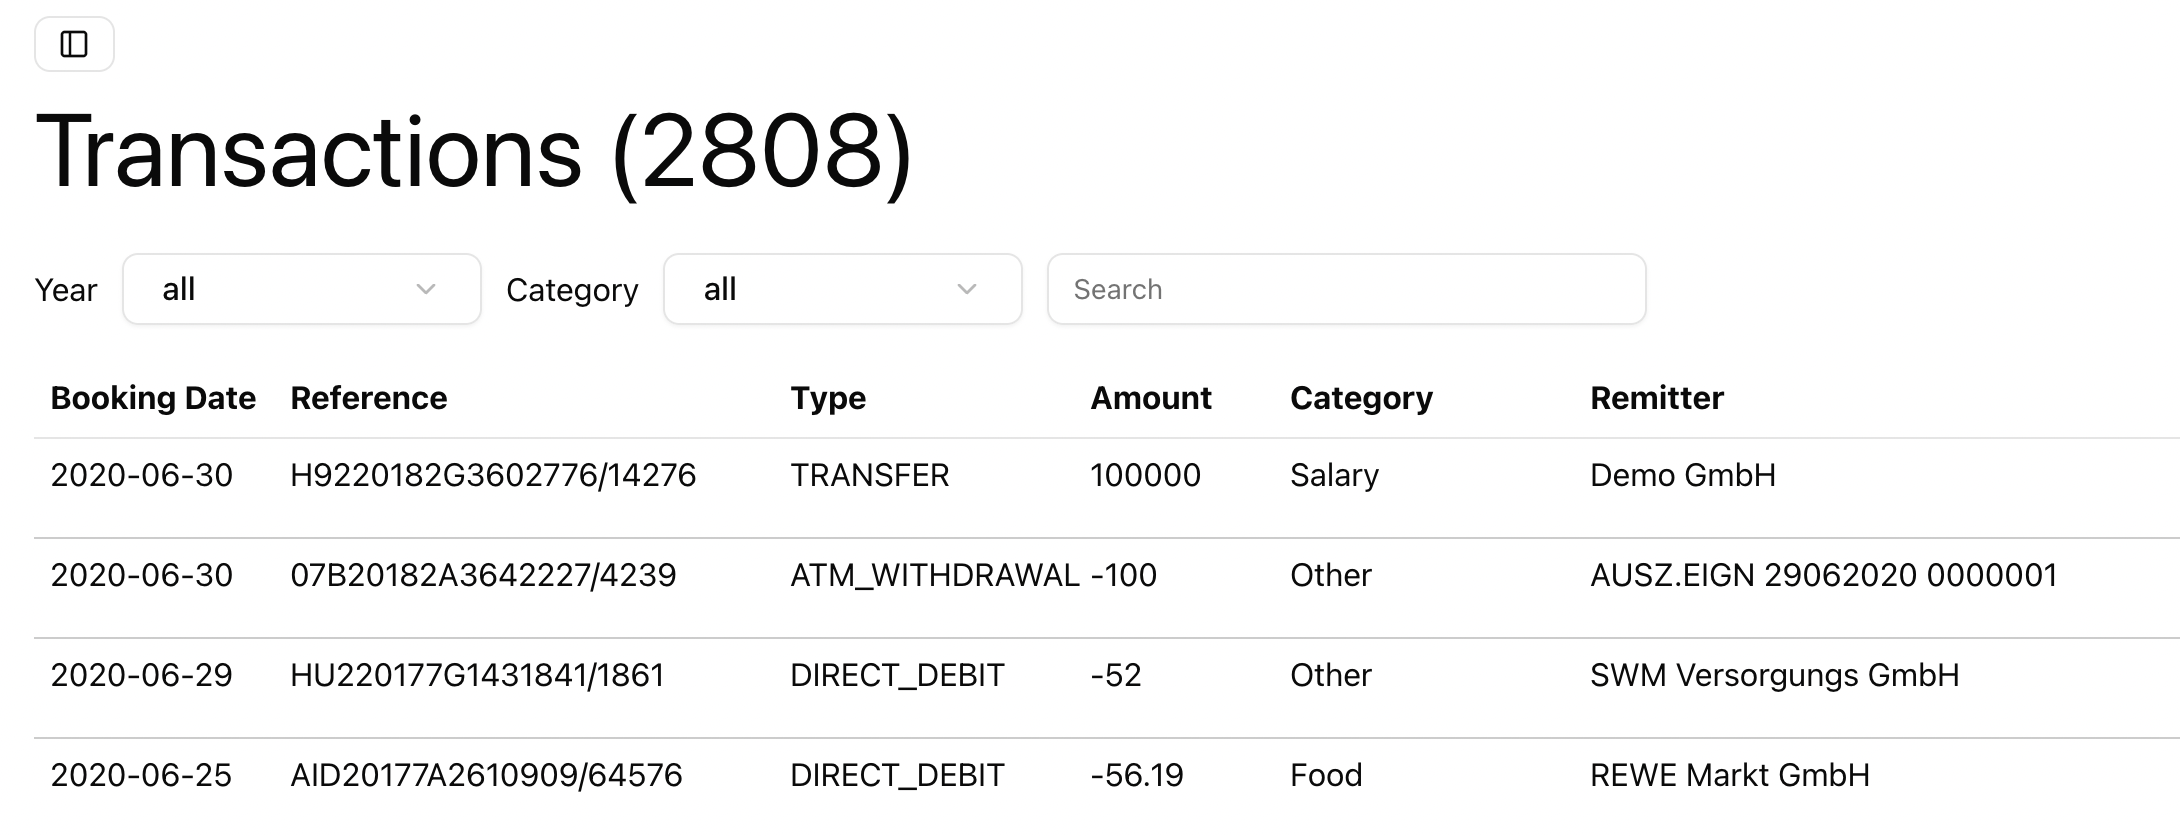 Transactions (2808)
Year all Category all Search
Booking Date Reference Type Amount Category Remitter
2020-06-30 H9220182G3602776/14276 TRANSFER 100000 Salary Demo GmbH
2020-06-30 07B20182A3642227/4239 ATM_WITHDRAWAL -100 Other AUSZ.EIGN 29062020 0000001
2020-06-29 HU220177G1431841/1861 DIRECT_DEBIT -52 Other SWM Versorgungs GmbH
2020-06-25 AID20177A2610909/64576 DIRECT_DEBIT -56.19 Food REWE Markt GmbH